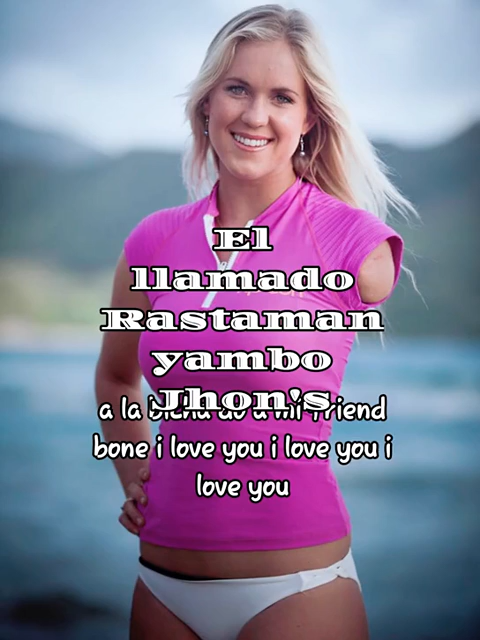 El
llamado
Rastaman
yambo
Jhon's
a la a mi friend
bone i love you i love you i
love you